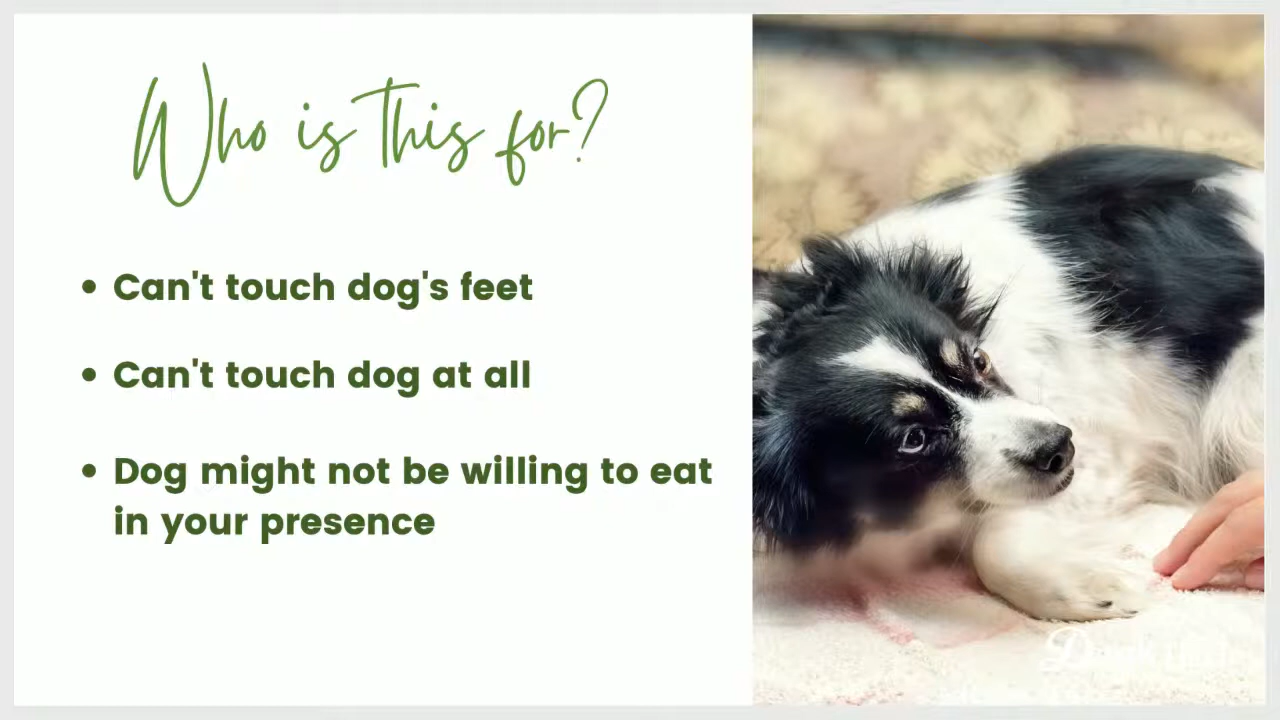 Who is this for?
• Can't touch dog's feet
• Can't touch dog at all
• Dog might not be willing to eat
in your presence